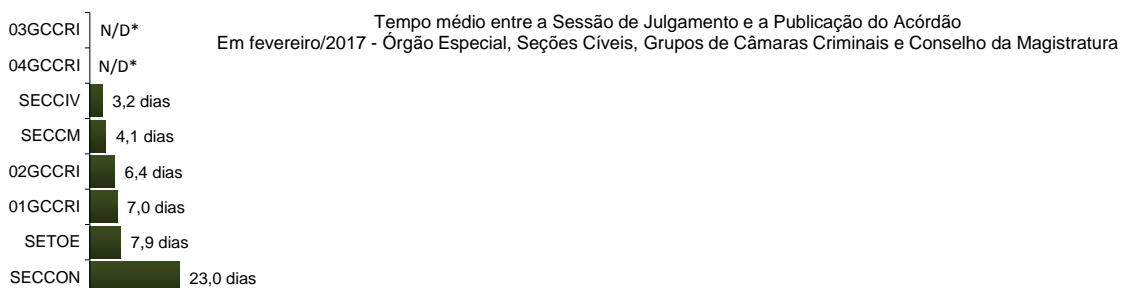 Tempo médio entre a Sessão de Julgamento e a Publicação do Acórdão
Em fevereiro/2017 - Órgão Especial, Seções Cíveis, Grupos de Câmaras Criminais e Conselho da Magistratura
03GCCRI N/D*
04GCCRI N/D*
SECCIV 3,2 dias
SECCM 4,1 dias
02GCCRI 6,4 dias
01GCCRI 7,0 dias
SETOE 7,9 dias
SECCON 23,0 dias